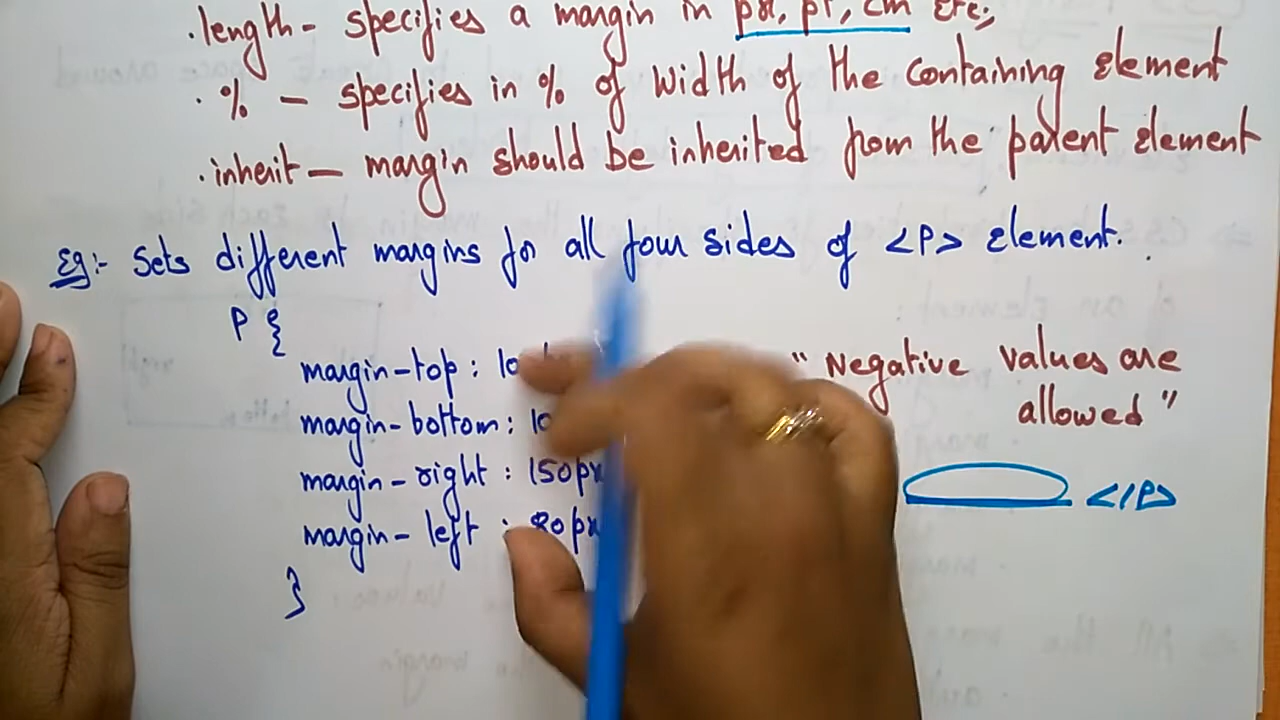 .length- specifies a margin in px, pt, cm etc;
. % - specifies in % of width of the containing element
.inherit- margin should be inherited from the parent element
Eg:- Sets different margins for all four sides of <P> element.
P {
margin-top:
margin-bottom:
margin-right : 150px
margin-left : 80px
}
"Negative values are
allowed"
</P>